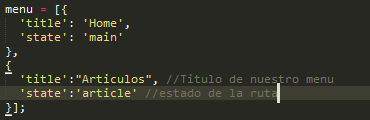 menu = [{
'title': 'Home',
'state': 'main'
},
{
'title':"Articulos", //Titulo de nuestro menu
'state':'article' //estado de la ruta
}];